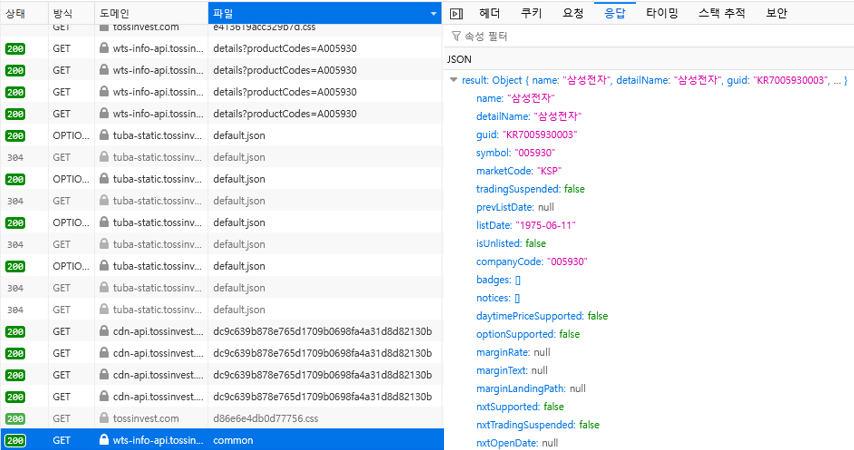 상태 방식 도메인 파일
tossinvest.com e413619acc329b7d.css
200 GET wts-info-api.tossinv... details?productCodes=A005930
200 GET wts-info-api.tossinv... details?productCodes=A005930
200 GET wts-info-api.tossinv... details?productCodes=A005930
200 GET wts-info-api.tossinv... details?productCodes=A005930
200 OPTIO... tuba-static.tossinv... default.json
304 GET tuba-static.tossinv... default.json
200 OPTIO... tuba-static.tossinv... default.json
304 GET tuba-static.tossinv... default.json
200 OPTIO... tuba-static.tossinv... default.json
304 GET tuba-static.tossinv... default.json
200 OPTIO... tuba-static.tossinv... default.json
304 GET tuba-static.tossinv... default.json
304 GET tuba-static.tossinv... default.json
200 GET cdn-api.tossinvest.... dc9c639b878e765d1709b0698fa4a31d8d82130b
200 GET cdn-api.tossinvest.... dc9c639b878e765d1709b0698fa4a31d8d82130b
200 GET cdn-api.tossinvest.... dc9c639b878e765d1709b0698fa4a31d8d82130b
200 GET cdn-api.tossinvest.... dc9c639b878e765d1709b0698fa4a31d8d82130b
200 GET tossinvest.com d86e6e4db0d77756.css
200 GET wts-info-api.tossinv... common
헤더 쿠키 요청 응답 타이밍 스택 추적 보안
속성 필터
JSON
result: Object { name: "삼성전자", detailName: "삼성전자", guid: "KR7005930003", … }
name: "삼성전자"
detailName: "삼성전자"
guid: "KR7005930003"
symbol: "005930"
marketCode: "KSP"
tradingSuspended: false
prevListDate: null
listDate: "1975-06-11"
isUnlisted: false
companyCode: "005930"
badges: []
notices: []
daytimePriceSupported: false
optionSupported: false
marginRate: null
marginText: null
marginLandingPath: null
nxtSupported: false
nxtTradingSuspended: false
nxtOpenDate: null